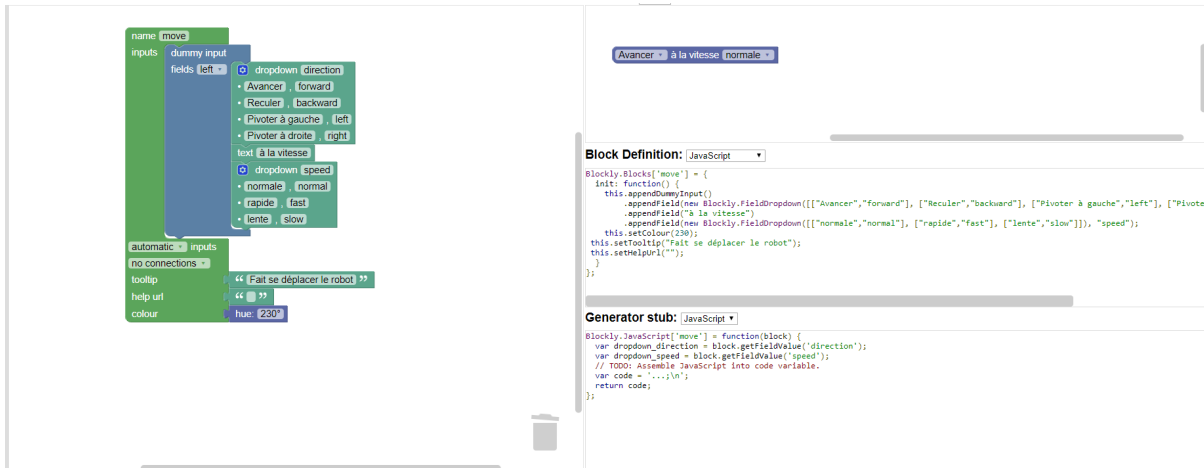 name move
inputs dummy input
fields left
dropdown direction
Avancer , forward
Reculer , backward
Pivoter à gauche , left
Pivoter à droite , right
text à la vitesse
dropdown speed
normale , normal
rapide , fast
lente , slow
automatic inputs
no connections
tooltip “ Fait se déplacer le robot ”
help url “ ”
colour hue: 230°
Avancer à la vitesse normale
Block Definition: JavaScript
Blockly.Blocks['move'] = {
init: function() {
this.appendDummyInput()
.appendField(new Blockly.FieldDropdown([["Avancer","forward"], ["Reculer","backward"], ["Pivoter à gauche","left"], ["Pivote
.appendField("à la vitesse")
.appendField(new Blockly.FieldDropdown([["normale","normal"], ["rapide","fast"], ["lente","slow"]]), "speed");
this.setColour(230);
this.setTooltip("Fait se déplacer le robot");
this.setHelpUrl("");
}
};
Generator stub: JavaScript
Blockly.JavaScript['move'] = function(block) {
var dropdown_direction = block.getFieldValue('direction');
var dropdown_speed = block.getFieldValue('speed');
// TODO: Assemble JavaScript into code variable.
var code = '...;\n';
return code;
};